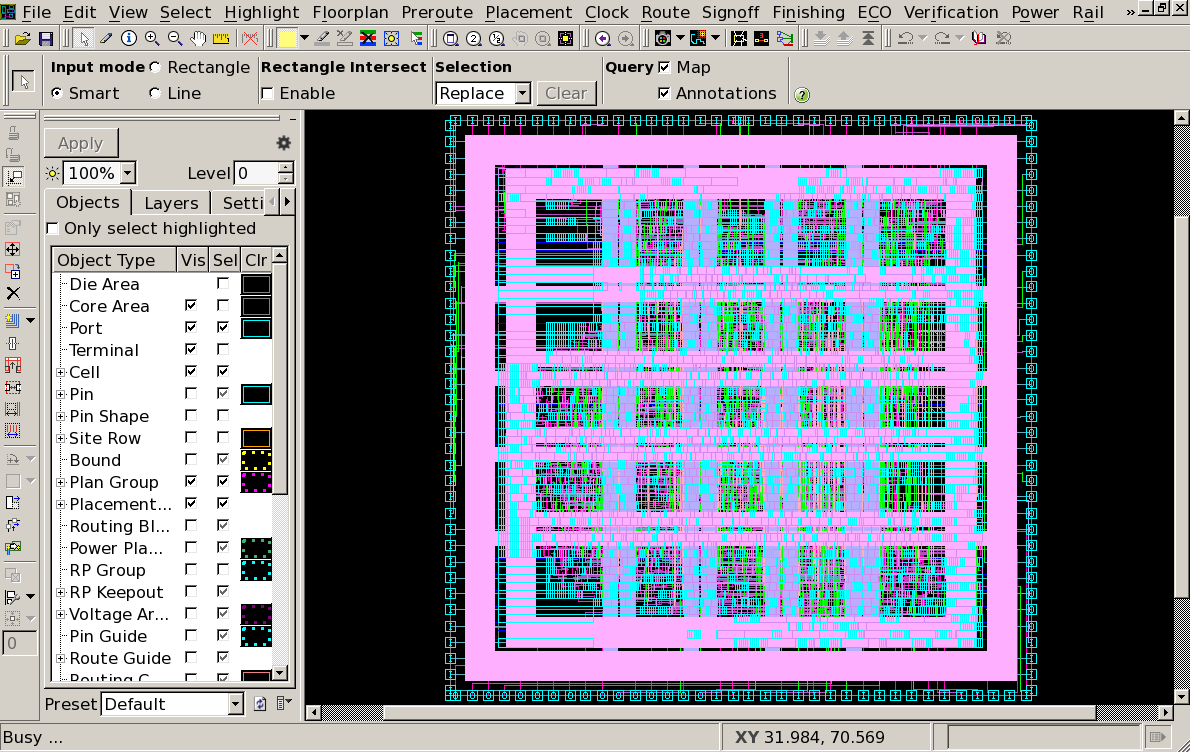 File Edit View Select Highlight Floorplan Preroute Placement Clock Route Signoff Finishing ECO Verification Power Rail »
Input mode Rectangle Rectangle Intersect Selection Query Map
Smart Line Enable Replace Clear Annotations
Apply
100% Level 0
Objects Layers Setti
Only select highlighted
Object Type Vis Sel Clr
Die Area
Core Area
Port
Terminal
Cell
Pin
Pin Shape
Site Row
Bound
Plan Group
Placement...
Routing Bl...
Power Pla...
RP Group
RP Keepout
Voltage Ar...
Pin Guide
Route Guide
Routing C
0
Preset Default
Busy ... XY 31.984, 70.569